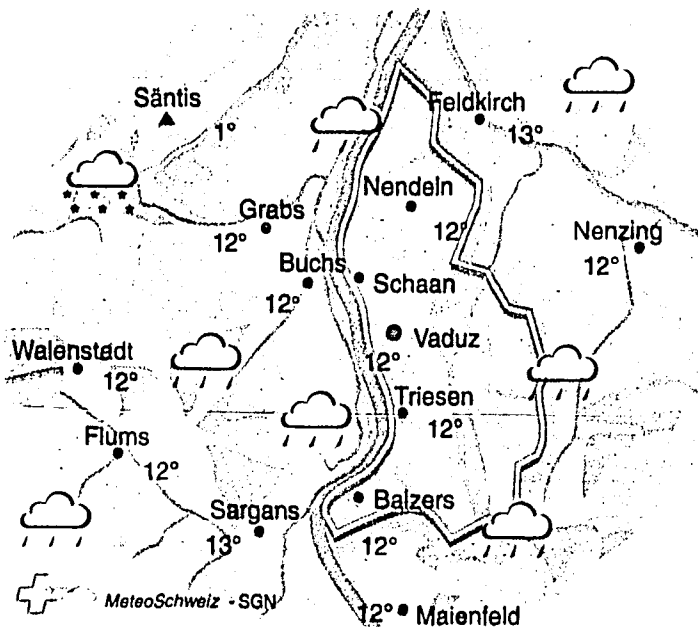 Säntis
1°
Feldkirch
13°
Nendeln
12°
Grabs
12°
Nenzing
12°
Buchs
12°
Schaan
Vaduz
12°
Walenstadt
12°
Triesen
12°
Flums
12°
Balzers
12°
Sargans
13°
MeteoSchweiz - SGN
12°
Maienfeld